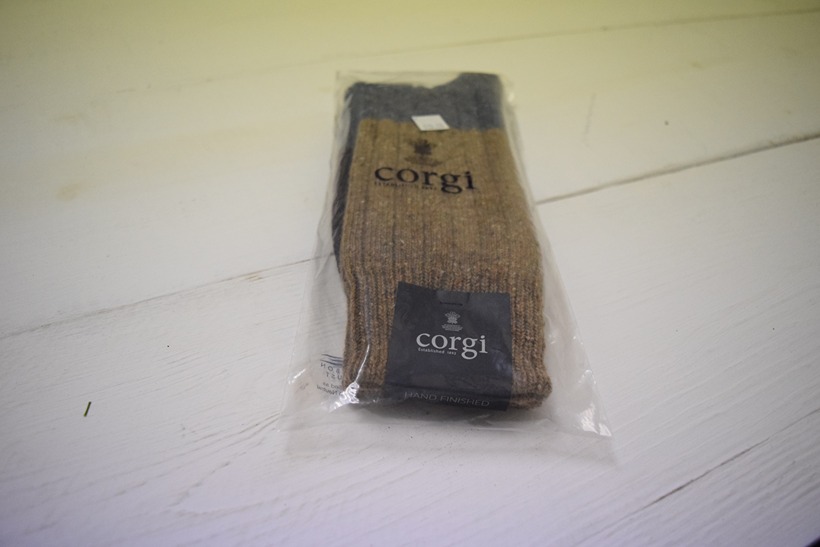 corgi
corgi
Established 1892
HAND FINISHED